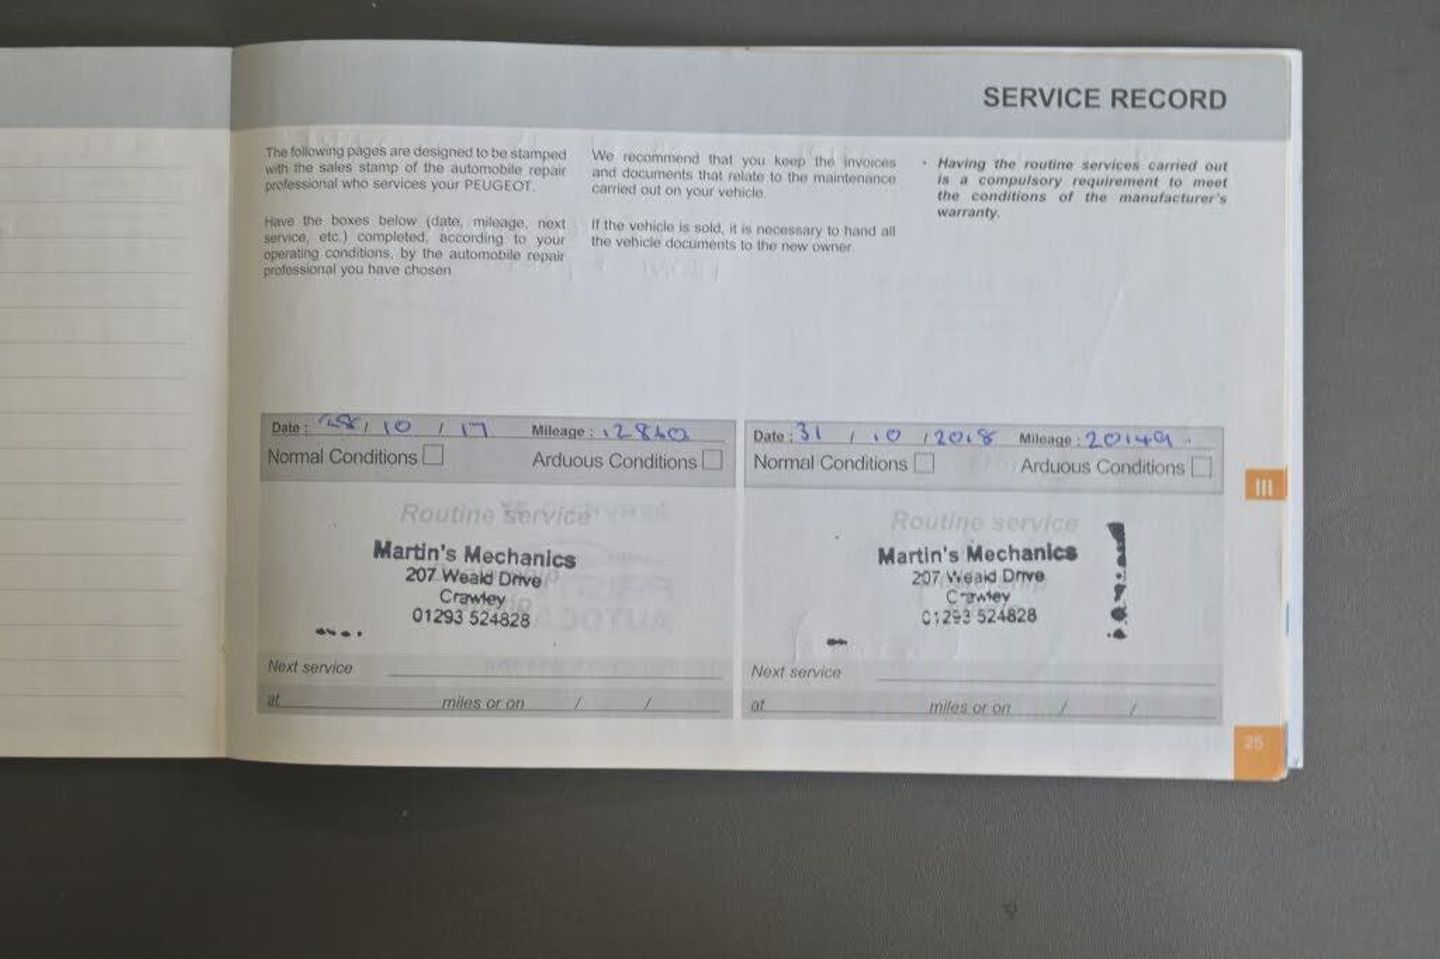 SERVICE RECORD
The following pages are designed to be stamped
with the sales stamp of the automobile repair
professional who services your PEUGEOT.
Have the boxes below (date, mileage, next
service, etc.) completed, according to your
operating conditions, by the automobile repair
professional you have chosen.
We recommend that you keep the invoices
and documents that relate to the maintenance
carried out on your vehicle.
If the vehicle is sold, it is necessary to hand all
the vehicle documents to the new owner.
• Having the routine services carried out
is a compulsory requirement to meet
the conditions of the manufacturer's
warranty.
Date : 28 / 10 / 17 Mileage : 12860
Normal Conditions Arduous Conditions
Routine service
Martin's Mechanics
207 Weald Drive
Crawley
01293 524828
Next service
at miles or on / /
Date : 31 / 10 / 2018 Mileage : 20149
Normal Conditions Arduous Conditions
Routine service
Martin's Mechanics
207 Weald Drive
Crawley
01293 524828
Next service
at miles or on / /
III
25